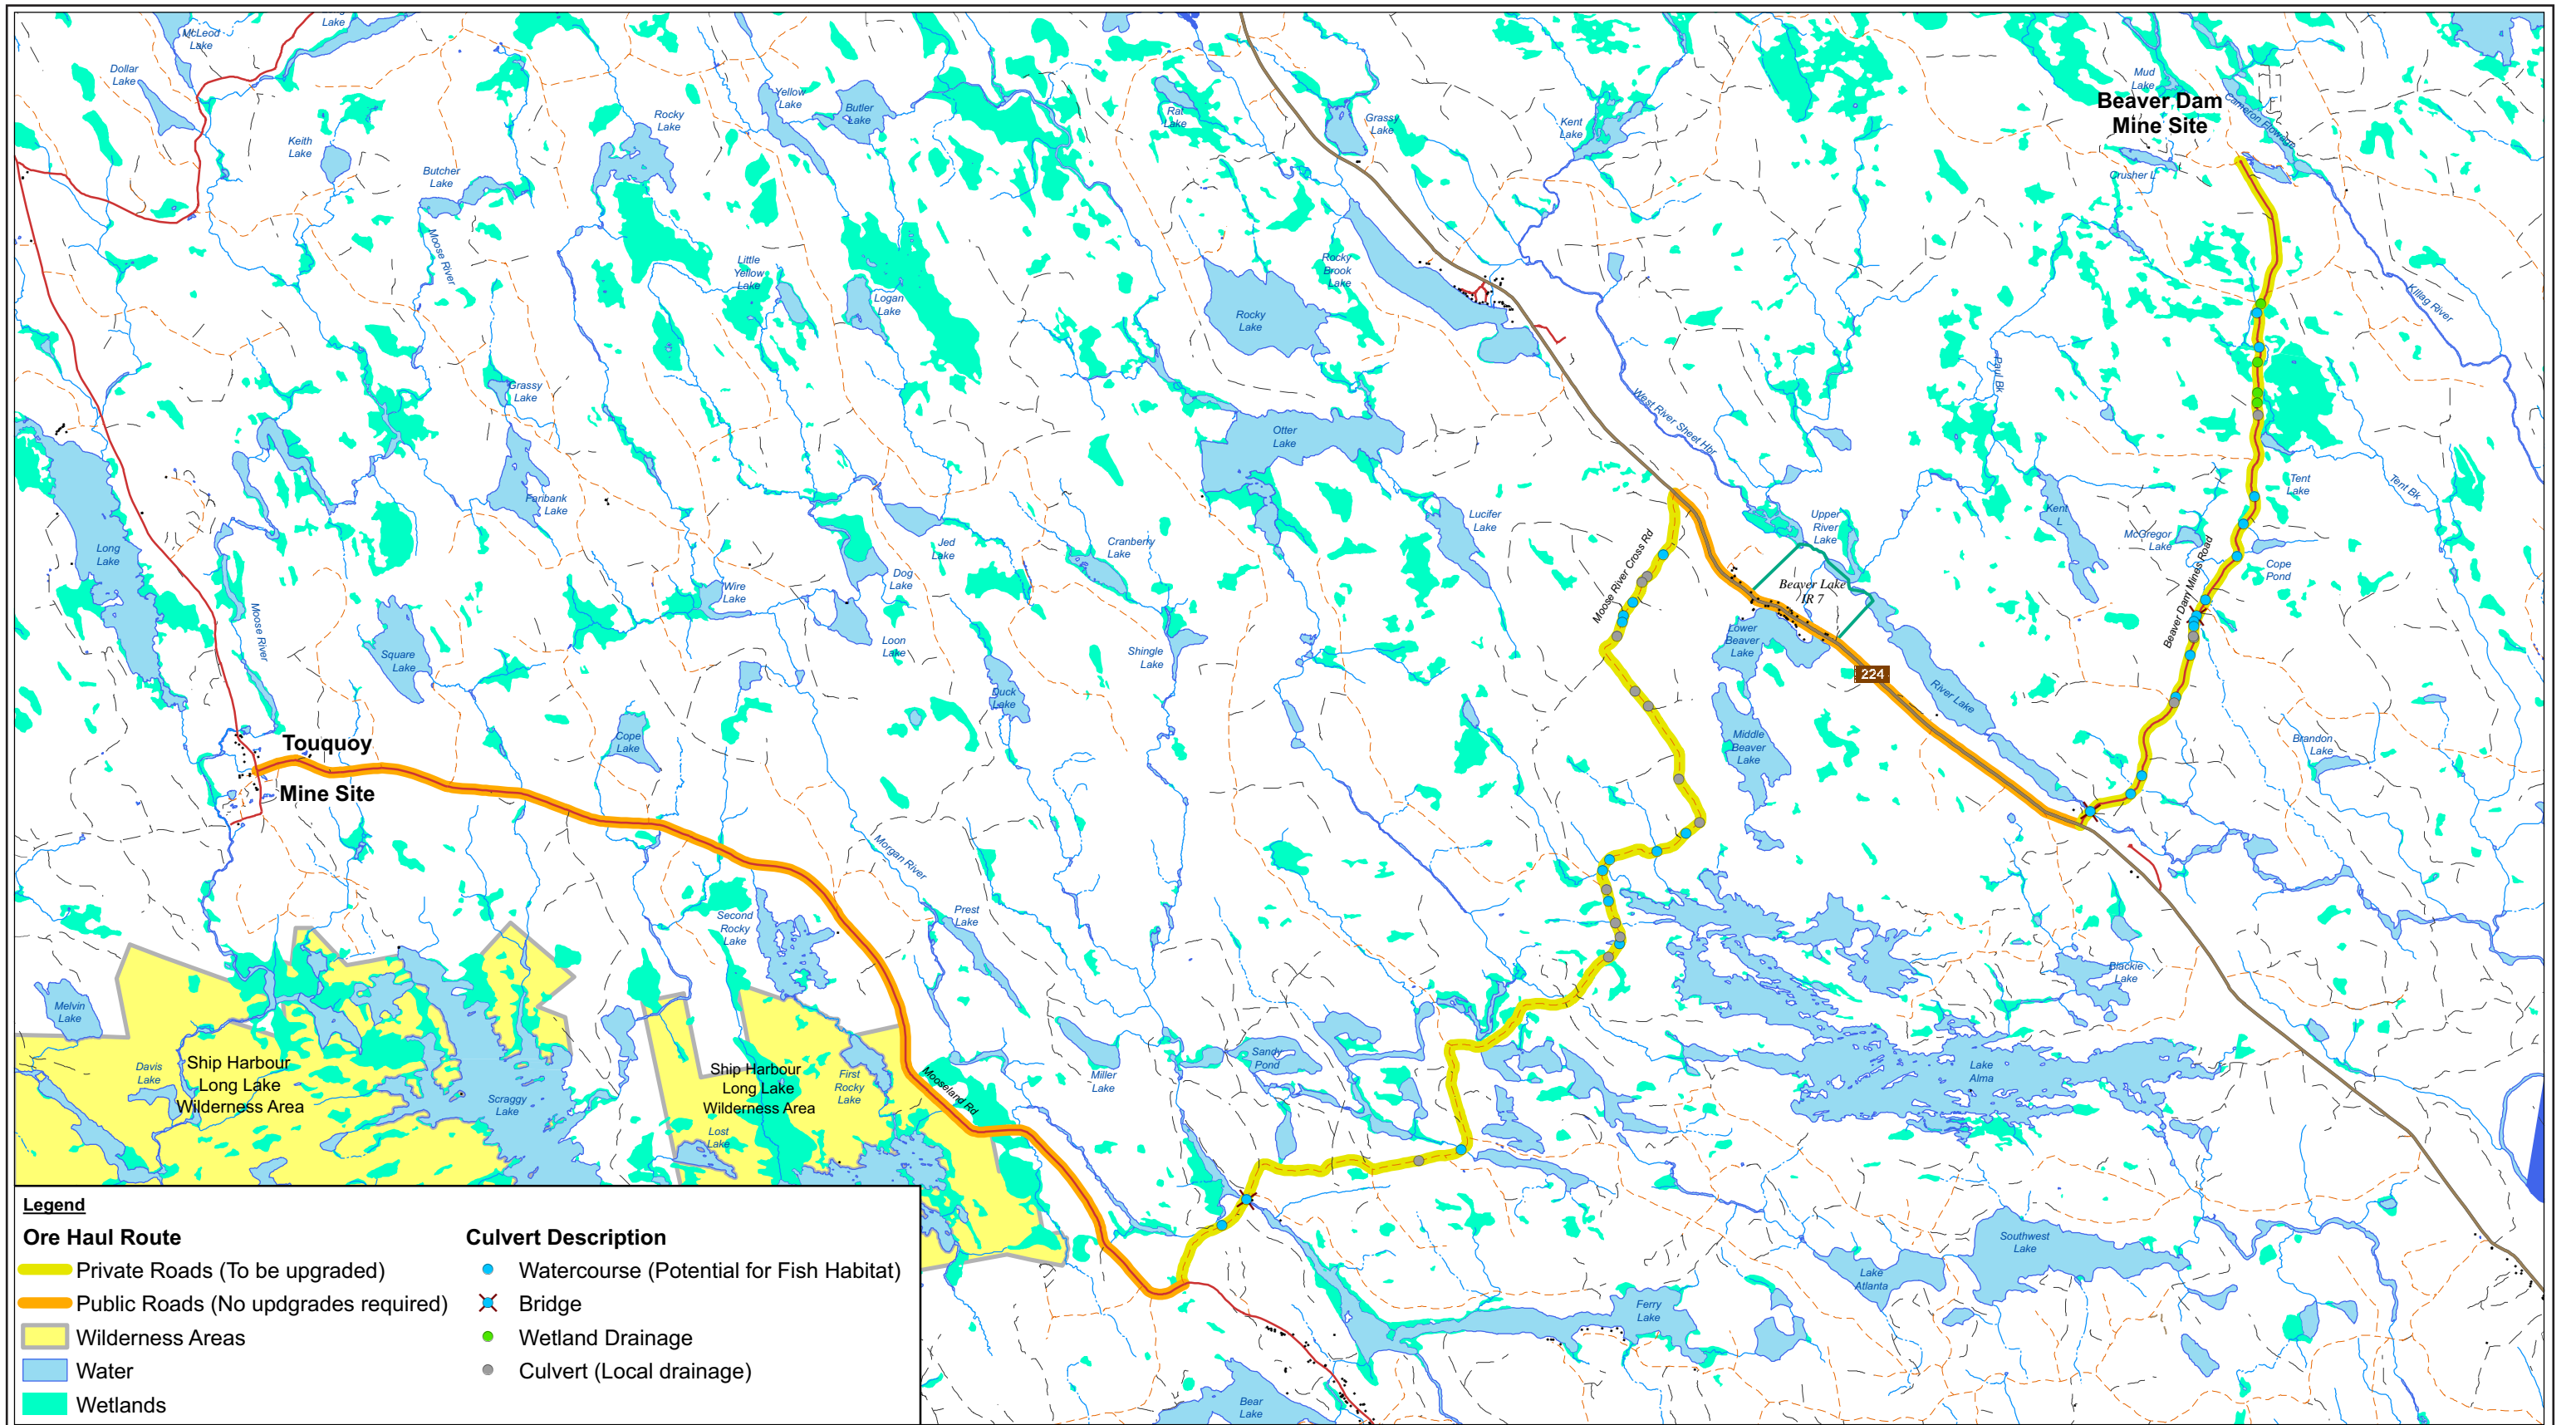 McLeod
Lake
Lake
Dollar
Lake
Keith
Lake
Butcher
Lake
Moose River
Rocky
Lake
Yellow
Lake
Butler
Lake
Little
Yellow
Lake
Logan
Lake
Rat
Lake
Grassy
Lake
Kent
Lake
Mud
Lake
Cameron Flowage
Beaver Dam
Mine Site
Crusher L
Killag River
Rocky
Brook
Lake
Rocky
Lake
Grassy
Lake
Fanbank
Lake
Otter
Lake
West River Sheet Hbr
Paul Bk
Tent
Lake
Tent Bk
Kent
L
McGregor
Lake
Cope
Pond
Beaver Dam Mines Road
Long
Lake
Moose River
Square
Lake
Wire
Lake
Jed
Lake
Dog
Lake
Loon
Lake
Cranberry
Lake
Shingle
Lake
Duck
Lake
Lucifer
Lake
Moose River Cross Rd
Upper
River
Lake
Beaver Lake
IR 7
Lower
Beaver
Lake
224
River Lake
Middle
Beaver
Lake
Brandon
Lake
Touquoy
Mine Site
Cope
Lake
Morgan River
Second
Rocky
Lake
Prest
Lake
Blackie
Lake
Melvin
Lake
Davis
Lake
Ship Harbour
Long Lake
Wilderness Area
Scraggy
Lake
Ship Harbour
Long Lake
Wilderness Area
First
Rocky
Lake
Lost
Lake
Mooseland Rd
Miller
Lake
Sandy
Pond
Lake
Alma
Southwest
Lake
Lake
Atlanta
Ferry
Lake
Bear
Lake
Legend
Ore Haul Route
Private Roads (To be upgraded)
Public Roads (No updgrades required)
Wilderness Areas
Water
Wetlands
Culvert Description
Watercourse (Potential for Fish Habitat)
Bridge
Wetland Drainage
Culvert (Local drainage)